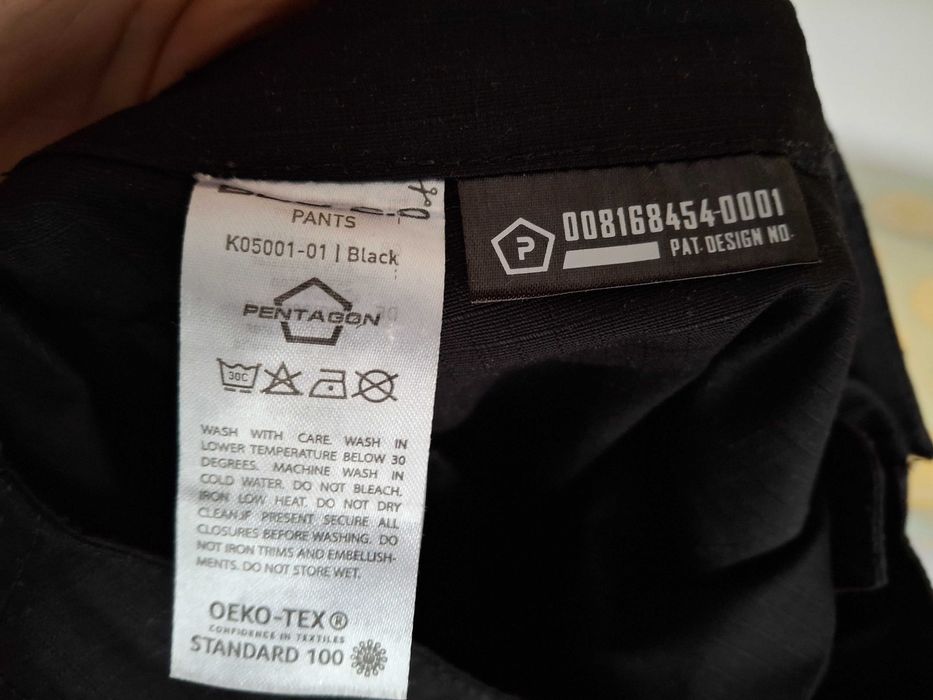 PANTS
K05001-01 | Black
PENTAGON
30C
WASH WITH CARE. WASH IN
LOWER TEMPERATURE BELOW 30
DEGREES. MACHINE WASH IN
COLD WATER. DO NOT BLEACH.
IRON LOW HEAT. DO NOT DRY
CLEAN.IF PRESENT, SECURE ALL
CLOSURES BEFORE WASHING. DO
NOT IRON TRIMS AND EMBELLISH-
MENTS. DO NOT STORE WET.
OEKO-TEX®
CONFIDENCE IN TEXTILES
STANDARD 100
P
008168454-0001
PAT. DESIGN NO.